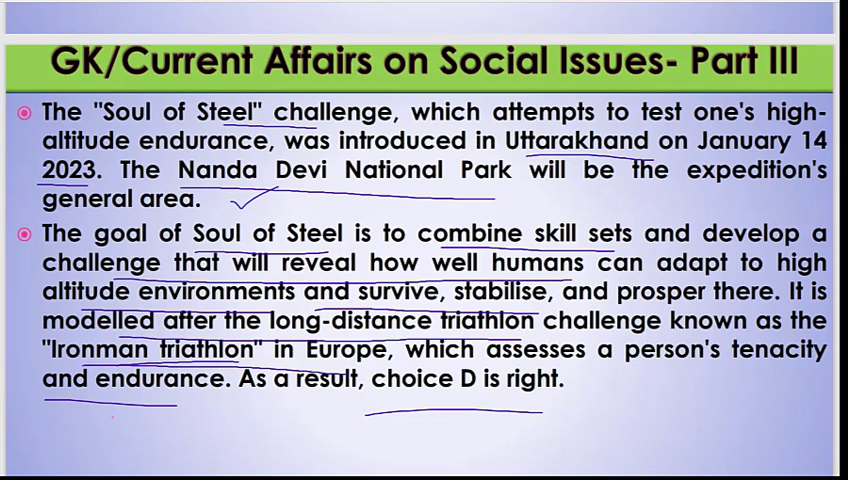 GK/Current Affairs on Social Issues- Part III
The "Soul of Steel" challenge, which attempts to test one's high-
altitude endurance, was introduced in Uttarakhand on January 14
2023. The Nanda Devi National Park will be the expedition's
general area.
The goal of Soul of Steel is to combine skill sets and develop a
challenge that will reveal how well humans can adapt to high
altitude environments and survive, stabilise, and prosper there. It is
modelled after the long-distance triathlon challenge known as the
"Ironman triathlon" in Europe, which assesses a person's tenacity
and endurance. As a result, choice D is right.